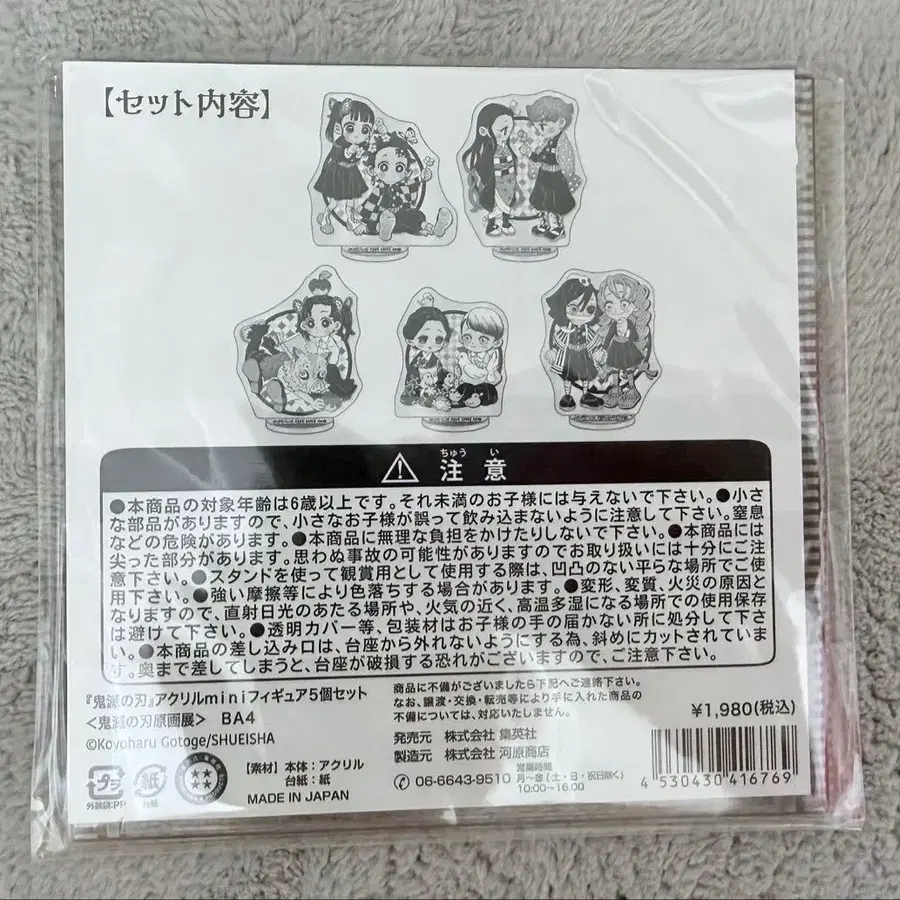 【セット内容】
ちゅう い
注 意
●本商品の対象年齢は6歳以上です。それ未満のお子様には与えないで下さい。●小さ
な部品がありますので、小さなお子様が誤って飲み込まないように注意して下さい。窒息
などの危険があります。●本商品に無理な負担をかけたりしないで下さい。●本商品には
尖った部分があります。思わぬ事故の可能性がありますのでお取り扱いには十分にご注
意下さい。●スタンドを使って観賞用として使用する際は、凹凸のない平らな場所でご使
用下さい。●強い摩擦等により色落ちする場合があります。●変形、変質、火災の原因と
なりますので、直射日光のあたる場所や、火気の近く、高温多湿になる場所での使用保存
は避けて下さい。●透明カバー等、包装材はお子様の手の届かない所に処分して下さ
い。●本商品の差し込み口は、台座から外れないようにする為、斜めにカットされていま
す。奥まで差してしまうと、台座が破損する恐れがございますので、ご注意下さい。
『鬼滅の刃』アクリルminiフィギュア5個セット
<鬼滅の刃原画展> BA4
©Koyoharu Gotoge/SHUEISHA
商品に不備がございましたら下記へご連絡下さい。
なお、譲渡・交換・転売等により手に入れた商品の
不備については、対応いたしません。
発売元 株式会社 集英社
製造元 株式会社 河原商店
営業時間
06-6643-9510 月〜金(土・日・祝日除く)
10:00〜16:00
¥1,980(税込)
4 530430 416769
プラ
外袋袋:PP
紙
台紙
【素材】本体:アクリル
台紙:紙
MADE IN JAPAN